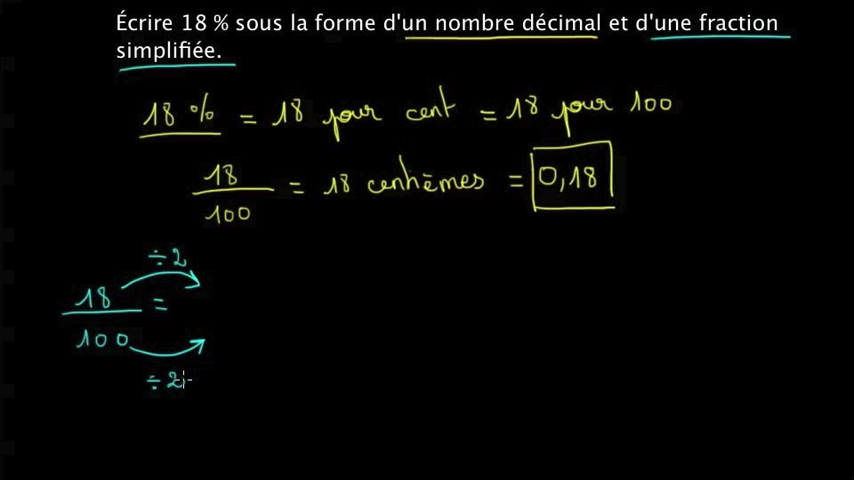 Écrire 18 % sous la forme d'un nombre décimal et d'une fraction
simplifiée.
18 % = 18 pour cent = 18 pour 100
18
100
= 18 centièmes = 0,18
÷2
18
100
=
÷2